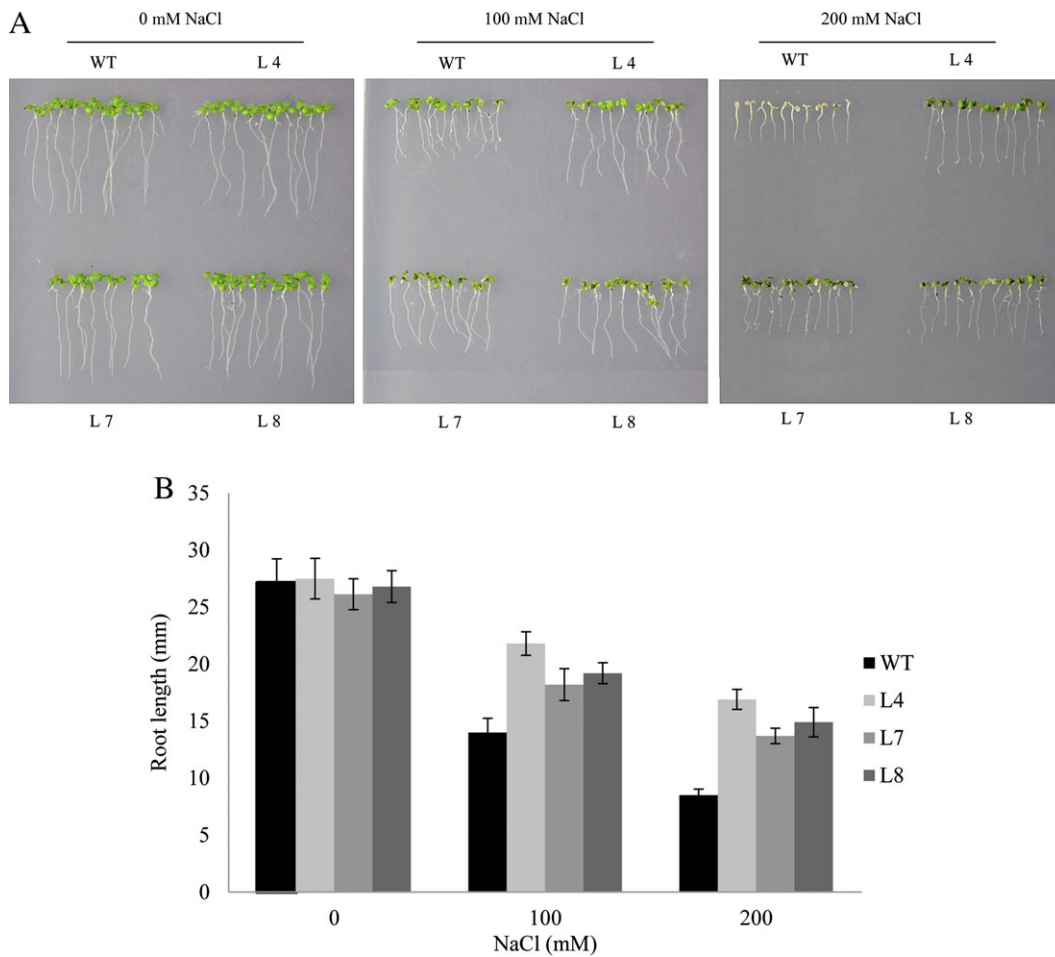 A
0 mM NaCl
100 mM NaCl
200 mM NaCl
WT
L 4
WT
L 4
WT
L 4
L 7
L 8
L 7
L 8
L 7
L 8
B
35
30
25
20
15
10
5
0
Root length (mm)
0
100
200
NaCl (mM)
WT
L4
L7
L8